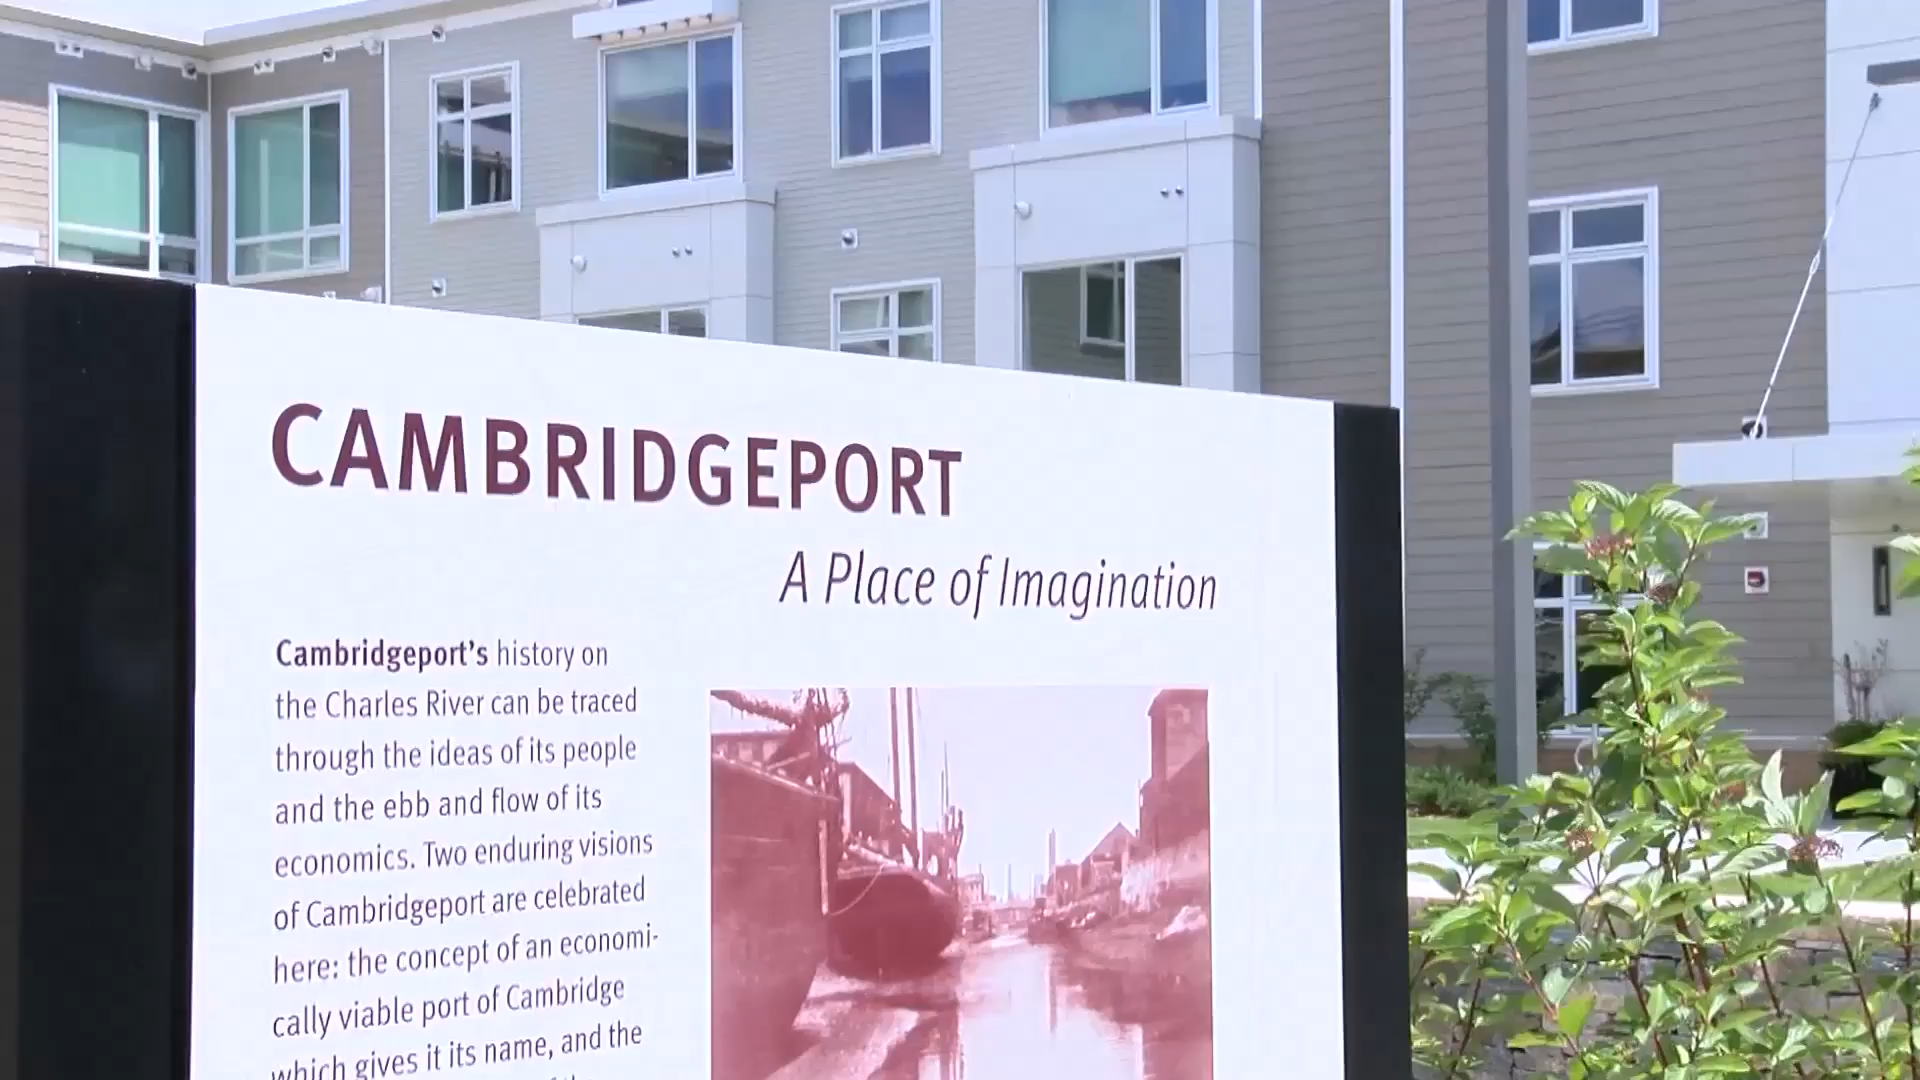 CAMBRIDGEPORT
A Place of Imagination
Cambridgeport's history on
the Charles River can be traced
through the ideas of its people
and the ebb and flow of its
economics. Two enduring visions
of Cambridgeport are celebrated
here: the concept of an economi-
cally viable port of Cambridge
which gives it its name, and the